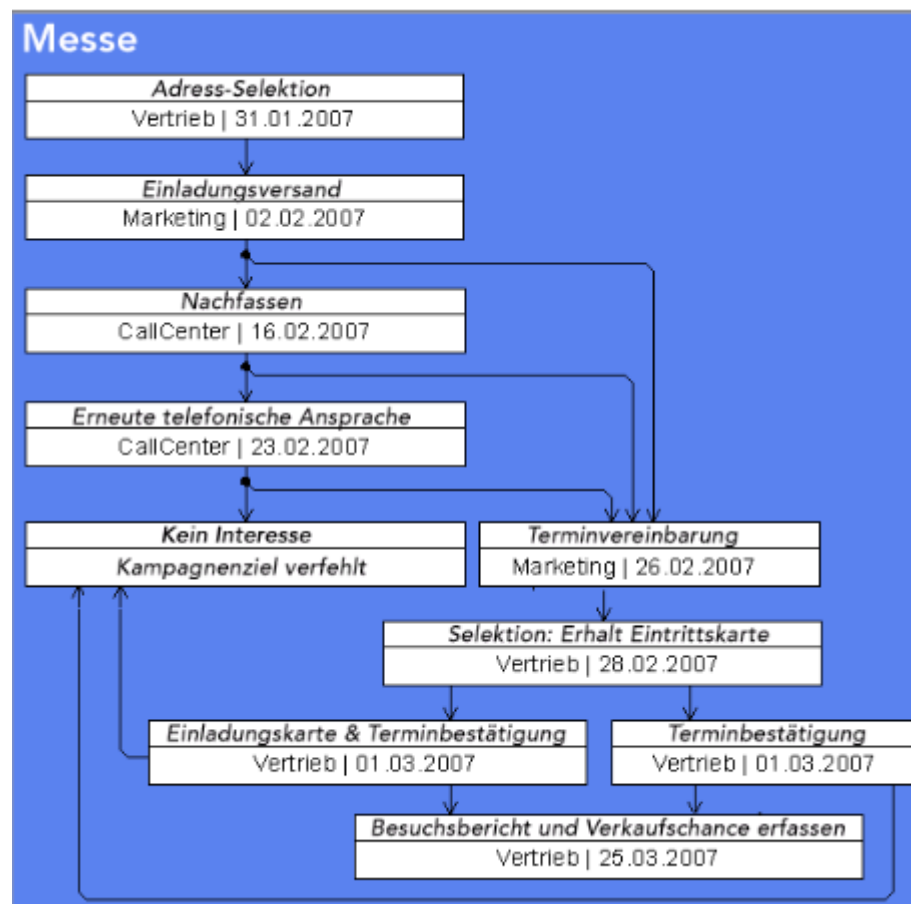 Messe
Adress-Selektion
Vertrieb | 31.01.2007
Einladungsversand
Marketing | 02.02.2007
Nachfassen
CallCenter | 16.02.2007
Erneute telefonische Ansprache
CallCenter | 23.02.2007
Kein Interesse
Kampagnenziel verfehlt
Terminvereinbarung
Marketing | 26.02.2007
Selektion: Erhalt Eintrittskarte
Vertrieb | 28.02.2007
Einladungskarte & Terminbestätigung
Vertrieb | 01.03.2007
Terminbestätigung
Vertrieb | 01.03.2007
Besuchsbericht und Verkaufschance erfassen
Vertrieb | 25.03.2007